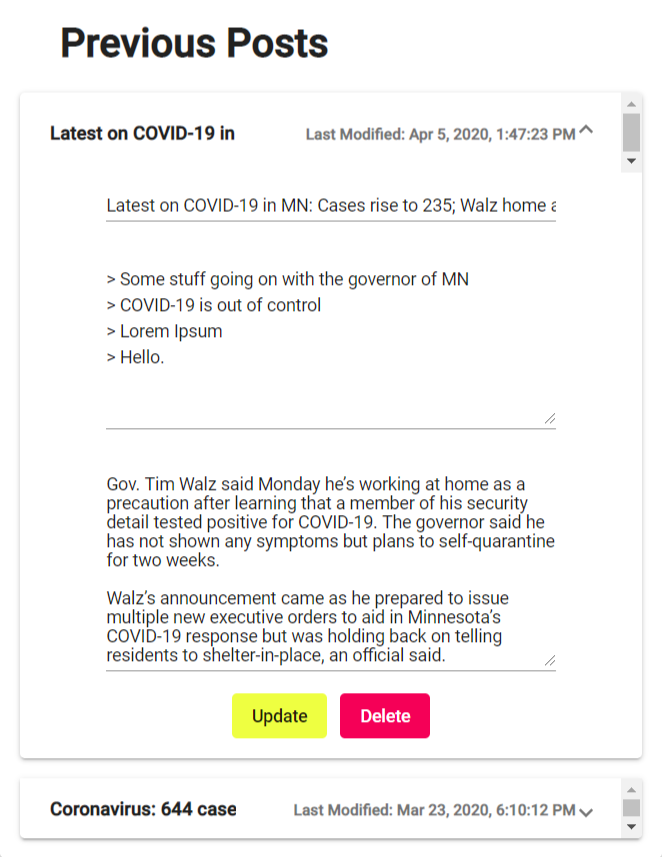 Previous Posts
Latest on COVID-19 in
Last Modified: Apr 5, 2020, 1:47:23 PM
Latest on COVID-19 in MN: Cases rise to 235; Walz home a
> Some stuff going on with the governor of MN
> COVID-19 is out of control
> Lorem Ipsum
> Hello.
Gov. Tim Walz said Monday he’s working at home as a
precaution after learning that a member of his security
detail tested positive for COVID-19. The governor said he
has not shown any symptoms but plans to self-quarantine
for two weeks.
Walz’s announcement came as he prepared to issue
multiple new executive orders to aid in Minnesota’s
COVID-19 response but was holding back on telling
residents to shelter-in-place, an official said.
Update
Delete
Coronavirus: 644 case
Last Modified: Mar 23, 2020, 6:10:12 PM